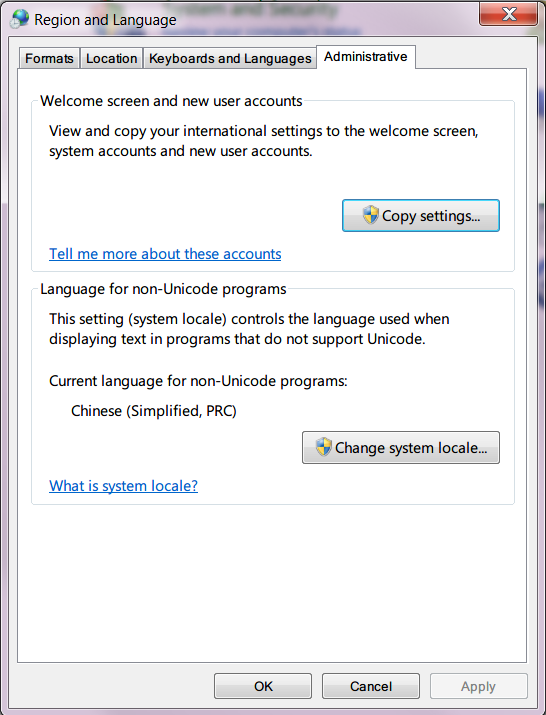 System and Security
Region and Language
Formats
Location
Keyboards and Languages
Administrative
Welcome screen and new user accounts
View and copy your international settings to the welcome screen,
system accounts and new user accounts.
Copy settings...
Tell me more about these accounts
Language for non-Unicode programs
This setting (system locale) controls the language used when
displaying text in programs that do not support Unicode.
Current language for non-Unicode programs:
Chinese (Simplified, PRC)
Change system locale...
What is system locale?
OK
Cancel
Apply